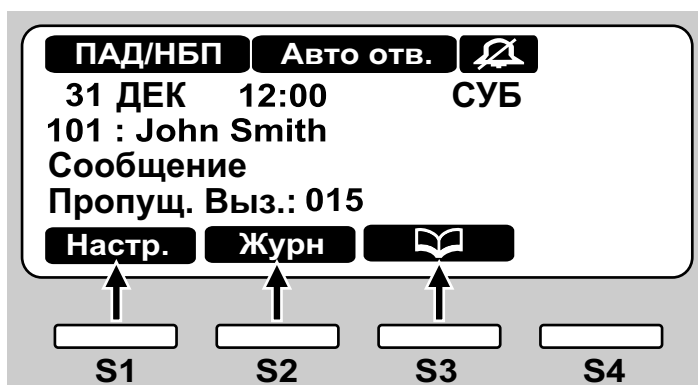 ПАД/НБП Авто отв.
31 ДЕК 12:00 СУБ
101 : John Smith
Сообщение
Пропущ. Выз.: 015
Настр. Журн
S1 S2 S3 S4